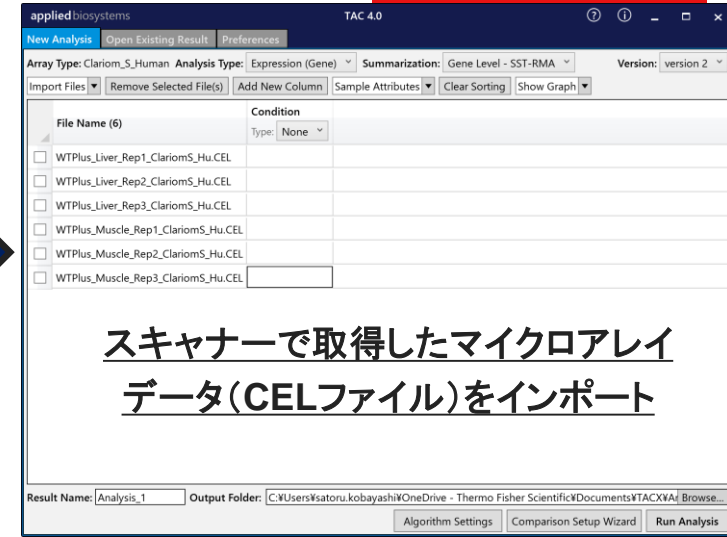 applied biosystems TAC 4.0
New Analysis Open Existing Result Preferences
Array Type: Clariom_S_Human Analysis Type: Expression (Gene) Summarization: Gene Level - SST-RMA Version: version 2
Import Files Remove Selected File(s) Add New Column Sample Attributes Clear Sorting Show Graph
File Name (6) Condition
Type: None
WTPlus_Liver_Rep1_ClariomS_Hu.CEL
WTPlus_Liver_Rep2_ClariomS_Hu.CEL
WTPlus_Liver_Rep3_ClariomS_Hu.CEL
WTPlus_Muscle_Rep1_ClariomS_Hu.CEL
WTPlus_Muscle_Rep2_ClariomS_Hu.CEL
WTPlus_Muscle_Rep3_ClariomS_Hu.CEL
スキャナーで取得したマイクロアレイ
データ(CELファイル)をインポート
Result Name: Analysis_1 Output Folder: C:¥Users¥satoru.kobayashi¥OneDrive - Thermo Fisher Scientific¥Documents¥TACX¥Ar Browse...
Algorithm Settings Comparison Setup Wizard Run Analysis